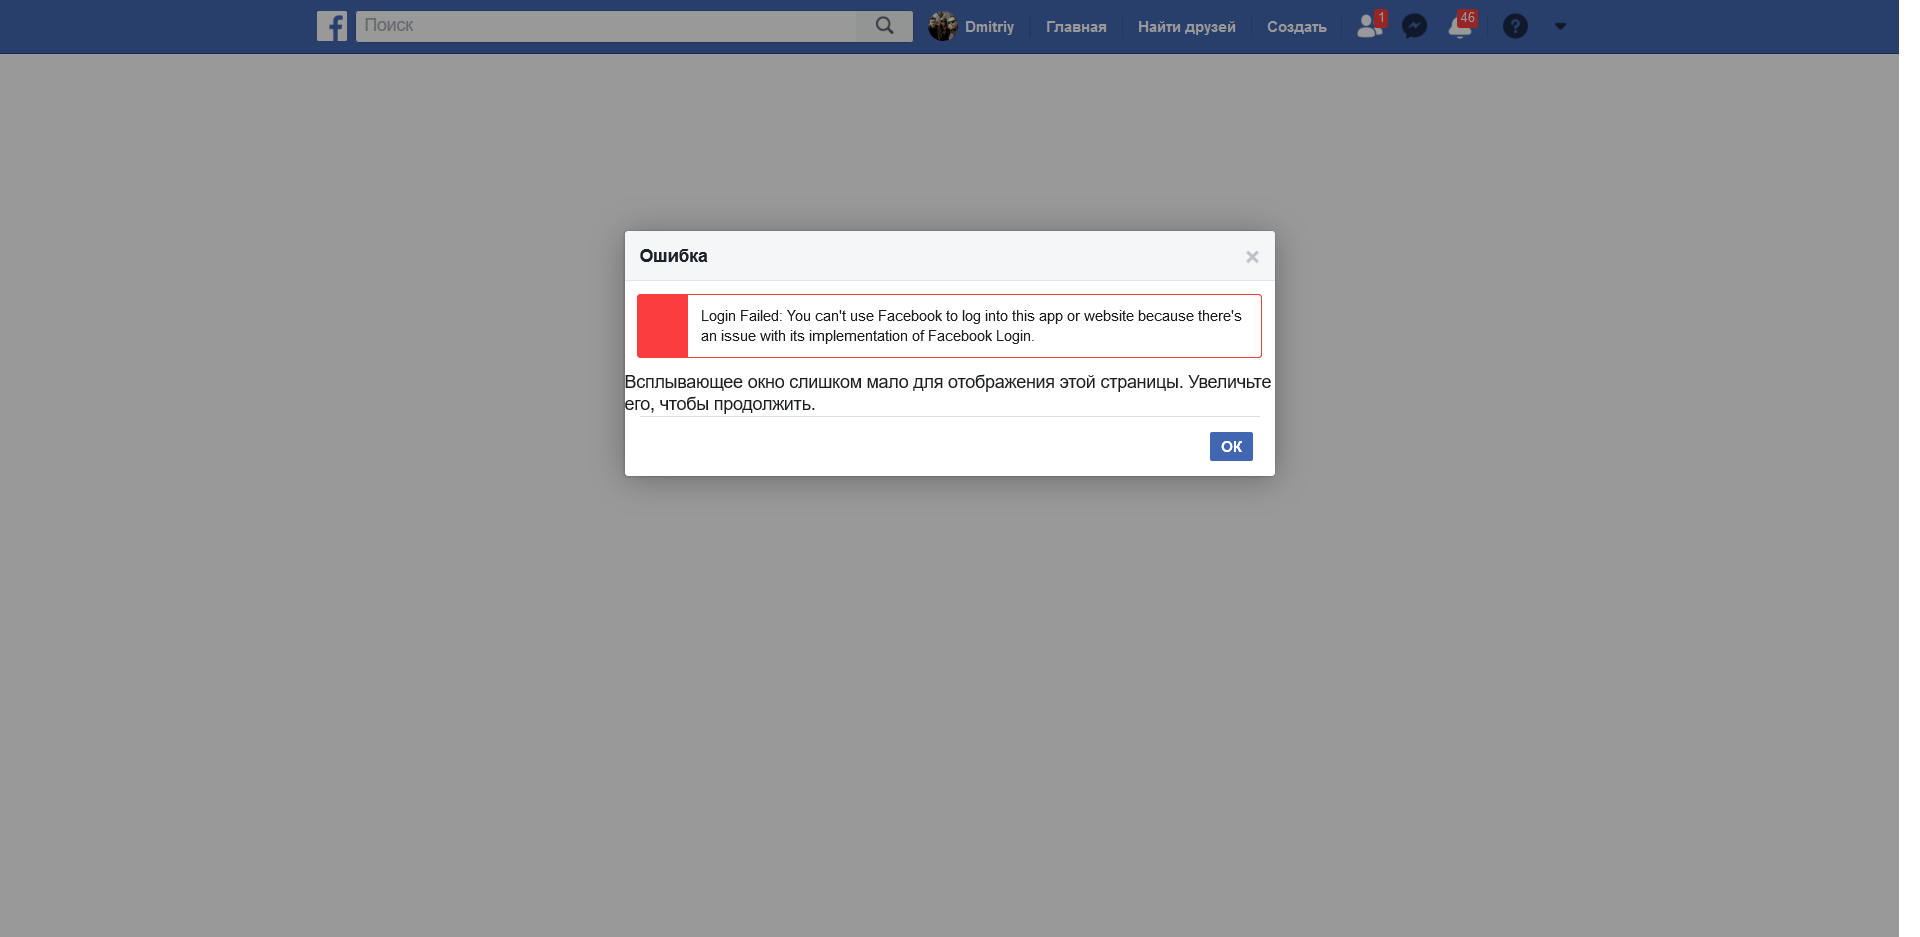 Поиск
Dmitriy
Главная
Найти друзей
Создать
1
46
Ошибка
Login Failed: You can't use Facebook to log into this app or website because there's
an issue with its implementation of Facebook Login.
Всплывающее окно слишком мало для отображения этой страницы. Увеличьте
его, чтобы продолжить.
ОК